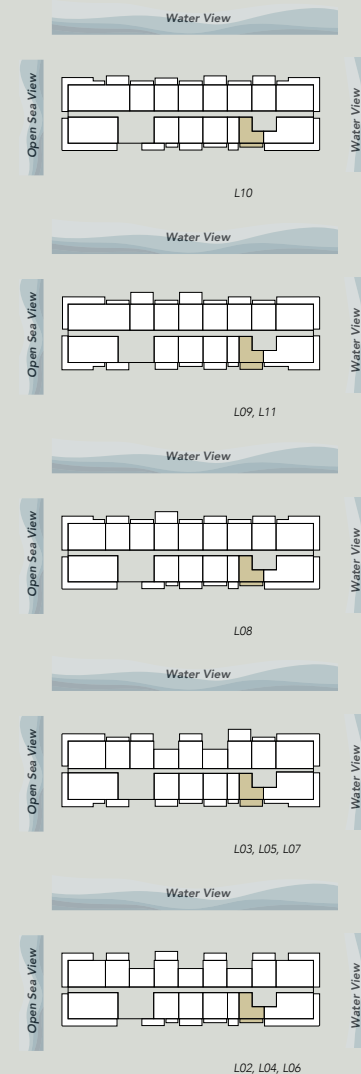 Water View
Open Sea View
Water View
L10
Water View
Open Sea View
Water View
L09, L11
Water View
Open Sea View
Water View
L08
Water View
Open Sea View
Water View
L03, L05, L07
Water View
Open Sea View
Water View
L02, L04, L06